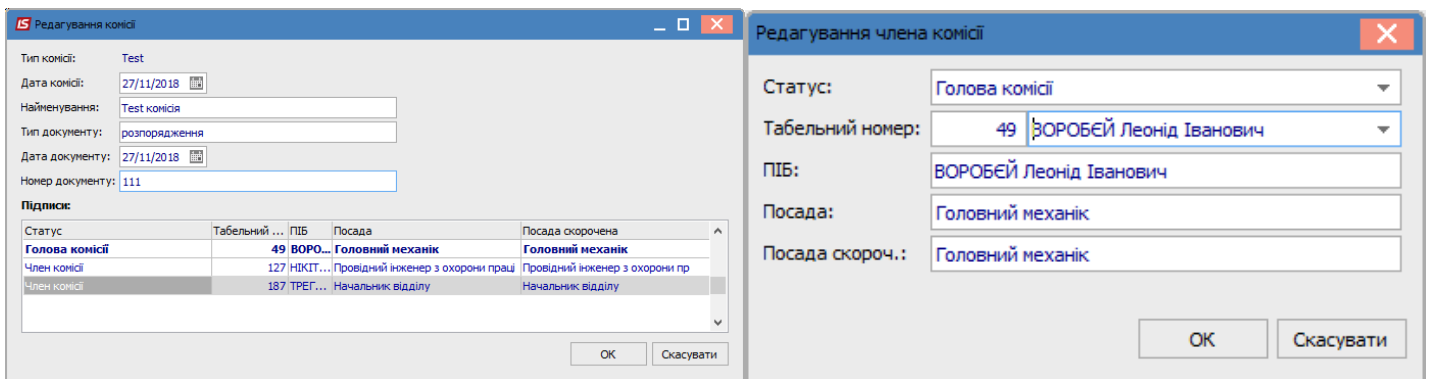 Редагування комісії
Тип комісії: Test
Дата комісії: 27/11/2018
Найменування: Test комісія
Тип документу: розпорядження
Дата документу: 27/11/2018
Номер документу: 111
Підписи:
Статус Табельний ... ПІБ Посада Посада скорочена
Голова комісії 49 ВОРО... Головний механік Головний механік
Член комісії 127 НІКІТ... Провідний інженер з охорони праці Провідний інженер з охорони пр
Член комісії 187 ТРЕГ... Начальник відділу Начальник відділу
ОК Скасувати
Редагування члена комісії
Статус: Голова комісії
Табельний номер: 49 ВОРОБЄЙ Леонід Іванович
ПІБ: ВОРОБЄЙ Леонід Іванович
Посада: Головний механік
Посада скороч.: Головний механік
ОК Скасувати